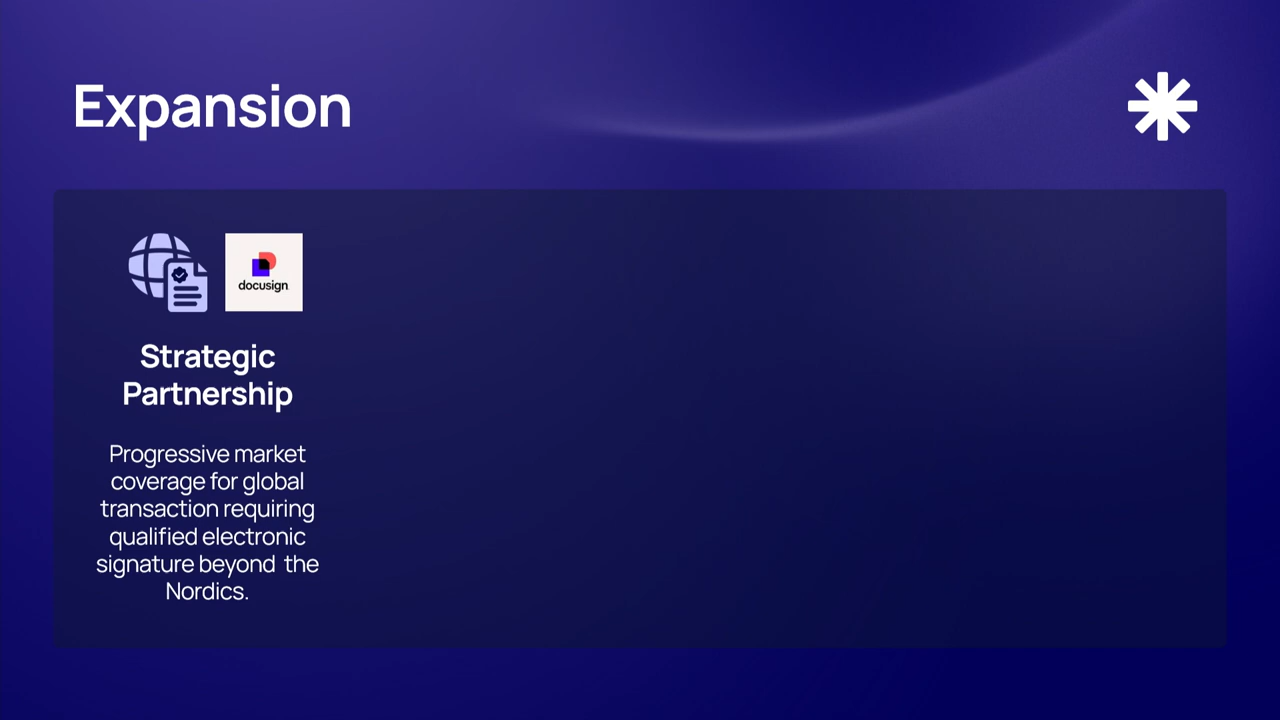 Expansion
docusign
Strategic
Partnership
Progressive market
coverage for global
transaction requiring
qualified electronic
signature beyond  the
Nordics.